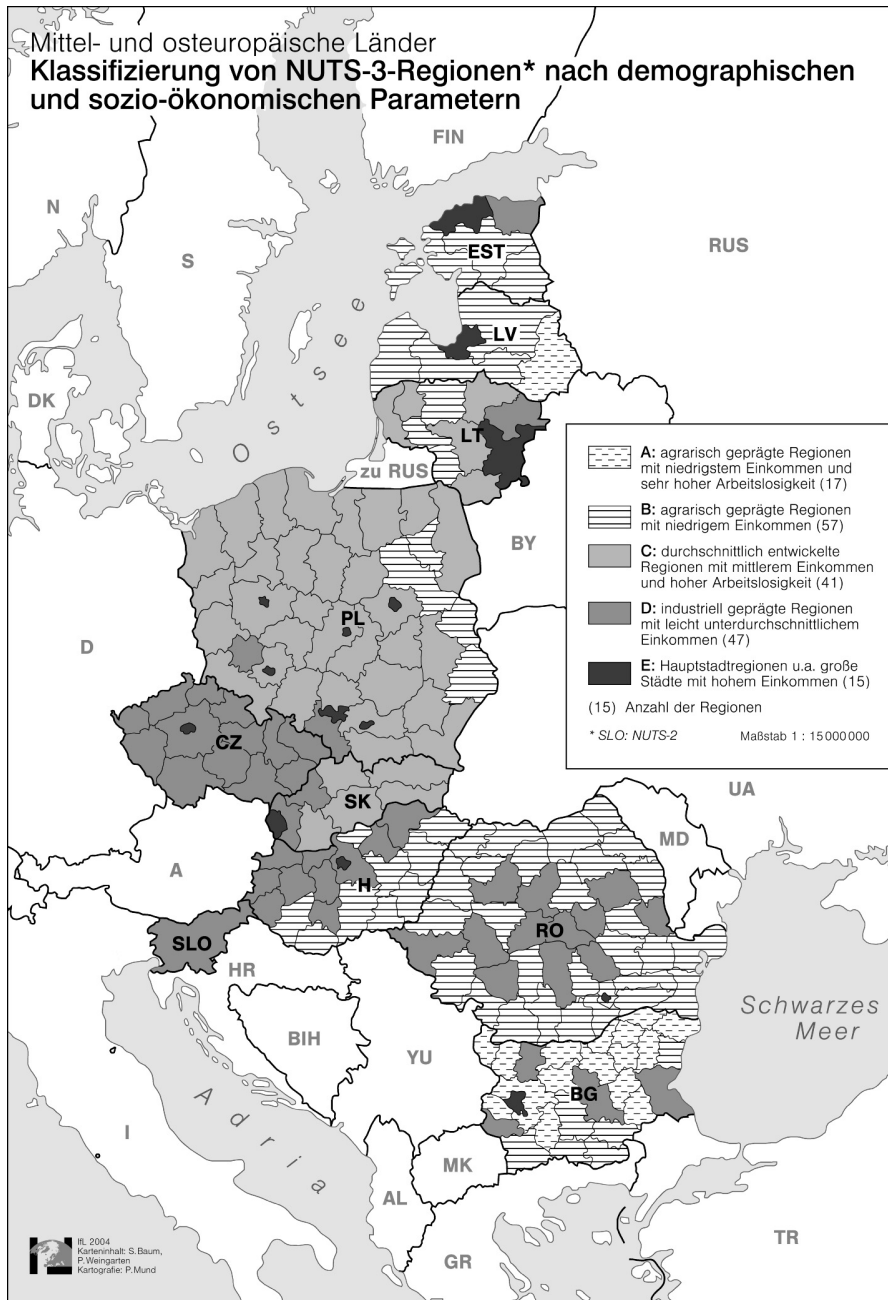 Mittel- und osteuropäische Länder
Klassifizierung von NUTS-3-Regionen* nach demographischen
und sozio-ökonomischen Parametern
FIN
N
S
EST
RUS
LV
Ostsee
DK
LT
zu RUS
BY
A: agrarisch geprägte Regionen
mit niedrigstem Einkommen und
sehr hoher Arbeitslosigkeit (17)
B: agrarisch geprägte Regionen
mit niedrigem Einkommen (57)
C: durchschnittlich entwickelte
Regionen mit mittlerem Einkommen
und hoher Arbeitslosigkeit (41)
D: industriell geprägte Regionen
mit leicht unterdurchschnittlichem
Einkommen (47)
E: Hauptstadtregionen u.a. große
Städte mit hohem Einkommen (15)
(15) Anzahl der Regionen
* SLO: NUTS-2
Maßstab 1 : 15 000 000
PL
D
CZ
SK
UA
MD
A
H
RO
SLO
HR
Schwarzes
Meer
BIH
YU
BG
Adria
I
MK
AL
TR
GR
IfL 2004
Karteninhalt: S.Baum,
P.Weingarten
Kartografie: P.Mund